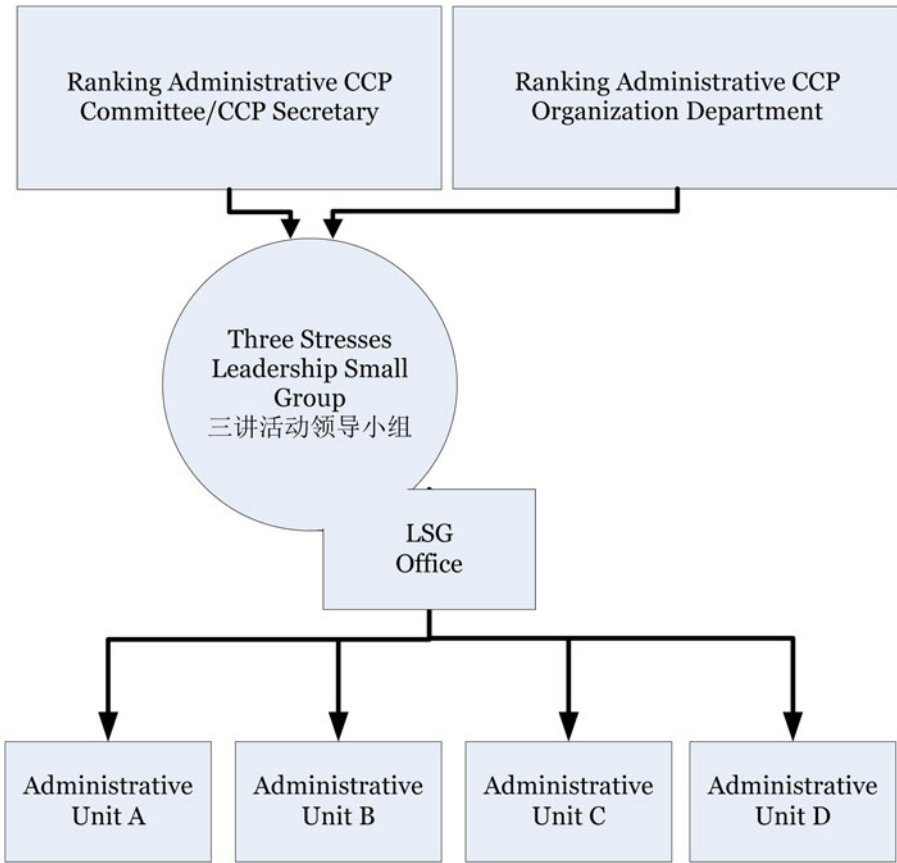 Ranking Administrative CCP
Committee/CCP Secretary
Ranking Administrative CCP
Organization Department
Three Stresses
Leadership Small
Group
三讲活动领导小组
LSG
Office
Administrative
Unit A
Administrative
Unit B
Administrative
Unit C
Administrative
Unit D